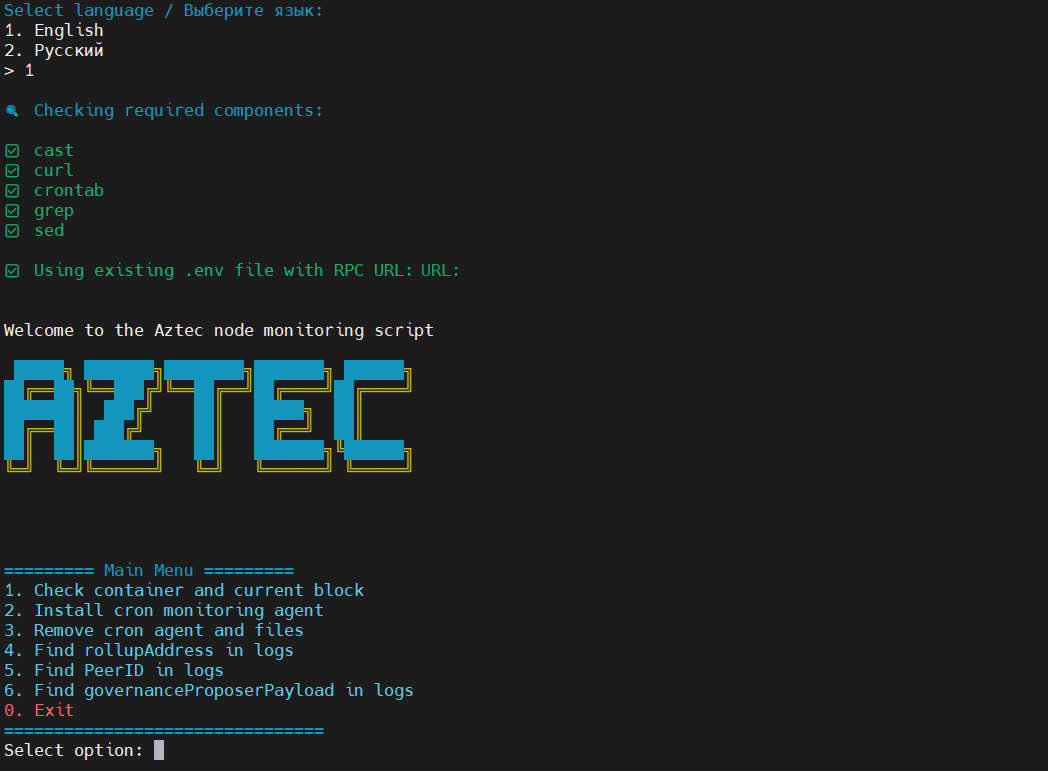 Select language / Выберите язык:
1. English
2. Русский
> 1
Checking required components:
cast
curl
crontab
grep
sed
Using existing .env file with RPC URL: URL:
Welcome to the Aztec node monitoring script
AZTEC
========= Main Menu =========
1. Check container and current block
2. Install cron monitoring agent
3. Remove cron agent and files
4. Find rollupAddress in logs
5. Find PeerID in logs
6. Find governanceProposerPayload in logs
0. Exit
================================
Select option: